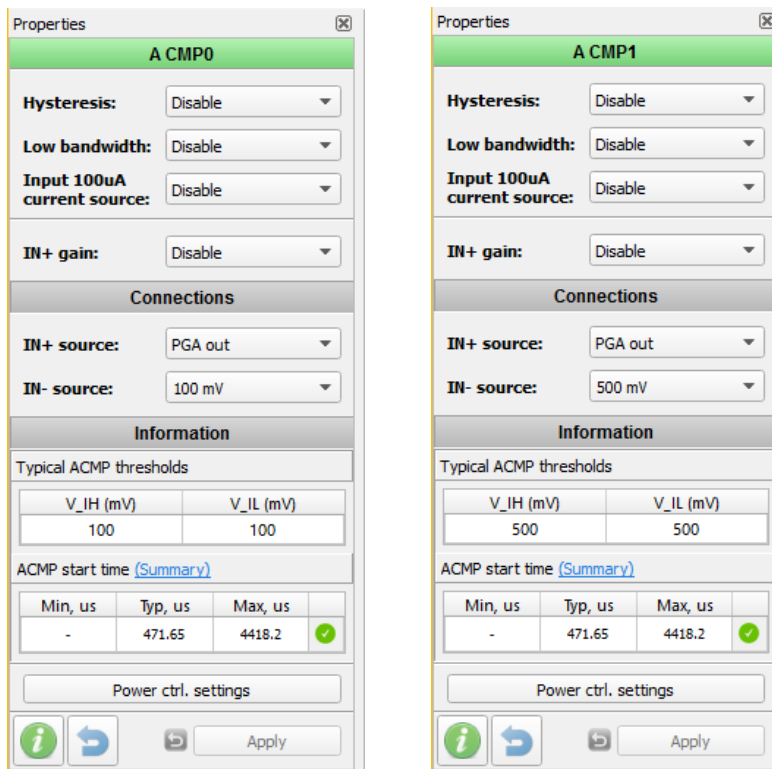 Properties
A CMP0
Hysteresis: Disable
Low bandwidth: Disable
Input 100uA
current source: Disable
IN+ gain: Disable
Connections
IN+ source: PGA out
IN- source: 100 mV
Information
Typical ACMP thresholds
V_IH (mV) V_IL (mV)
100 100
ACMP start time (Summary)
Min, us Typ, us Max, us
- 471.65 4418.2
Power ctrl. settings
Apply
Properties
A CMP1
Hysteresis: Disable
Low bandwidth: Disable
Input 100uA
current source: Disable
IN+ gain: Disable
Connections
IN+ source: PGA out
IN- source: 500 mV
Information
Typical ACMP thresholds
V_IH (mV) V_IL (mV)
500 500
ACMP start time (Summary)
Min, us Typ, us Max, us
- 471.65 4418.2
Power ctrl. settings
Apply